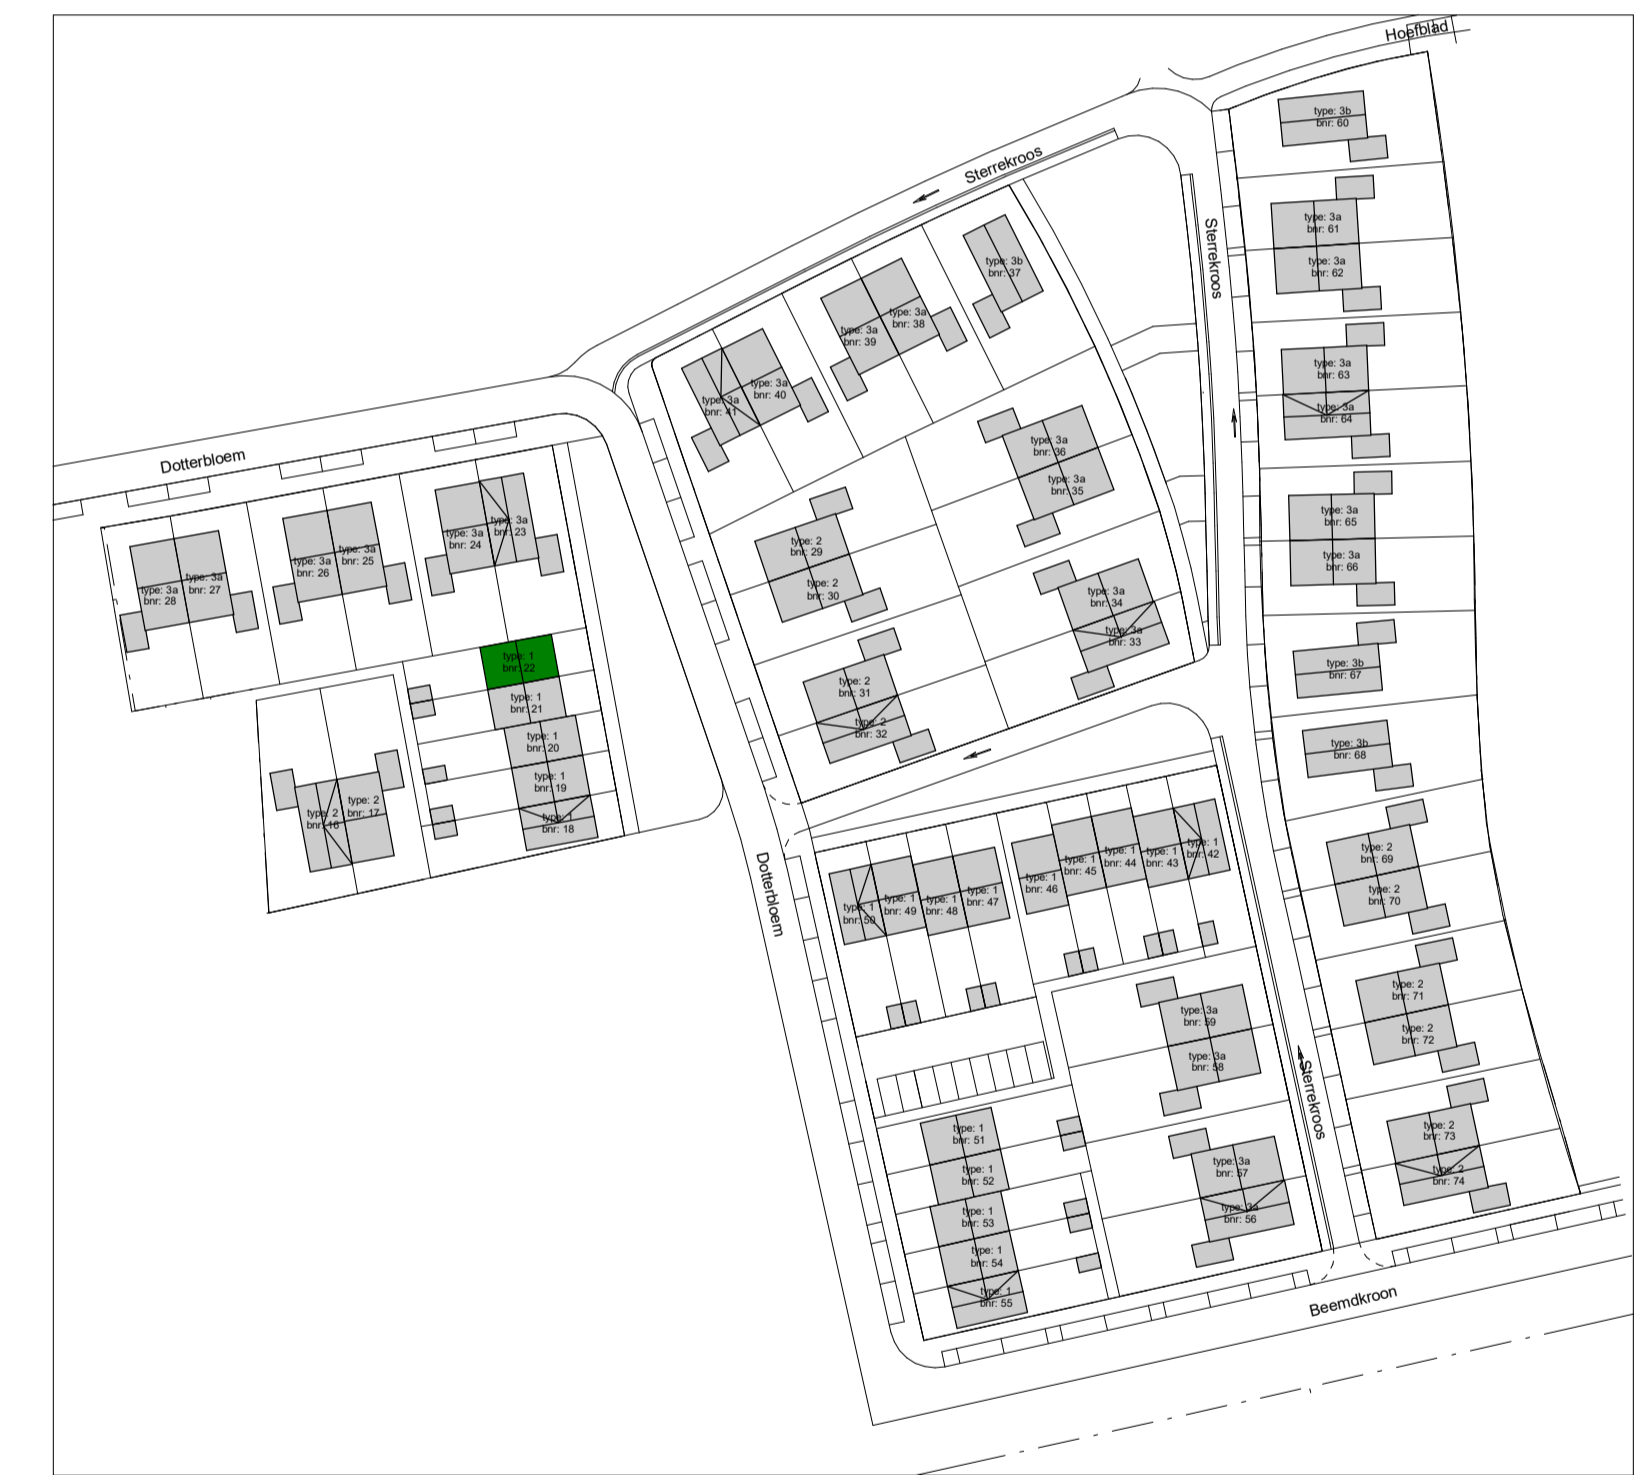 Hoefblad
Sterrekroos
Sterrekroos
Dotterbloem
Dotterbloem
Sterrekroos
Beemdkroon
type: 3b
bnr: 60
type: 3a
bnr: 61
type: 3a
bnr: 62
type: 3a
bnr: 63
type: 3a
bnr: 64
type: 3a
bnr: 65
type: 3a
bnr: 66
type: 3b
bnr: 67
type: 3b
bnr: 68
type: 2
bnr: 69
type: 2
bnr: 70
type: 2
bnr: 71
type: 2
bnr: 72
type: 2
bnr: 73
type: 2
bnr: 74
type: 3b
bnr: 37
type: 3a
bnr: 38
type: 3a
bnr: 39
type: 3a
bnr: 40
type: 3a
bnr: 41
type: 3a
bnr: 36
type: 3a
bnr: 35
type: 3a
bnr: 34
type: 3a
bnr: 33
type: 2
bnr: 29
type: 2
bnr: 30
type: 2
bnr: 31
type: 2
bnr: 32
type: 3a
bnr: 23
type: 3a
bnr: 24
type: 3a
bnr: 25
type: 3a
bnr: 26
type: 3a
bnr: 27
type: 3a
bnr: 28
type: 1
bnr: 22
type: 1
bnr: 21
type: 1
bnr: 20
type: 1
bnr: 19
type: 1
bnr: 18
type: 2
bnr: 17
type: 2
bnr: 16
type: 1
bnr: 50
type: 1
bnr: 49
type: 1
bnr: 48
type: 1
bnr: 47
type: 1
bnr: 46
type: 1
bnr: 45
type: 1
bnr: 44
type: 1
bnr: 43
type: 1
bnr: 42
type: 3a
bnr: 59
type: 3a
bnr: 58
type: 3a
bnr: 57
type: 3a
bnr: 56
type: 1
bnr: 51
type: 1
bnr: 52
type: 1
bnr: 53
type: 1
bnr: 54
type: 1
bnr: 55